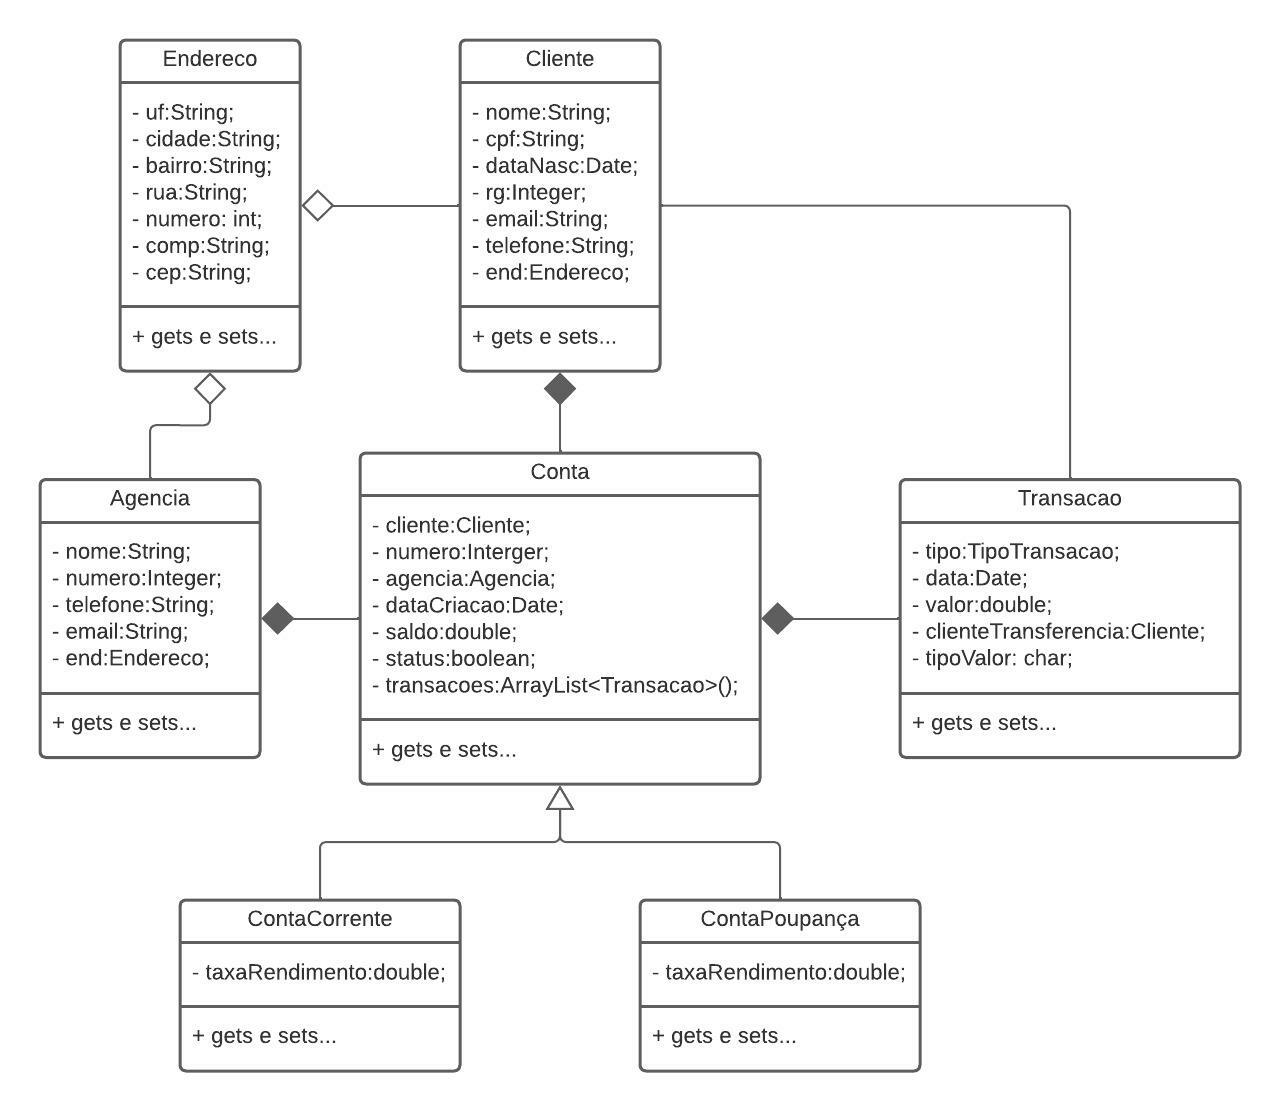 Endereco
- uf:String;
- cidade:String;
- bairro:String;
- rua:String;
- numero: int;
- comp:String;
- cep:String;
+ gets e sets...
Cliente
- nome:String;
- cpf:String;
- dataNasc:Date;
- rg:Integer;
- email:String;
- telefone:String;
- end:Endereco;
+ gets e sets...
Agencia
- nome:String;
- numero:Integer;
- telefone:String;
- email:String;
- end:Endereco;
+ gets e sets...
Conta
- cliente:Cliente;
- numero:Interger;
- agencia:Agencia;
- dataCriacao:Date;
- saldo:double;
- status:boolean;
- transacoes:ArrayList<Transacao>();
+ gets e sets...
Transacao
- tipo:TipoTransacao;
- data:Date;
- valor:double;
- clienteTransferencia:Cliente;
- tipoValor: char;
+ gets e sets...
ContaCorrente
- taxaRendimento:double;
+ gets e sets...
ContaPoupança
- taxaRendimento:double;
+ gets e sets...